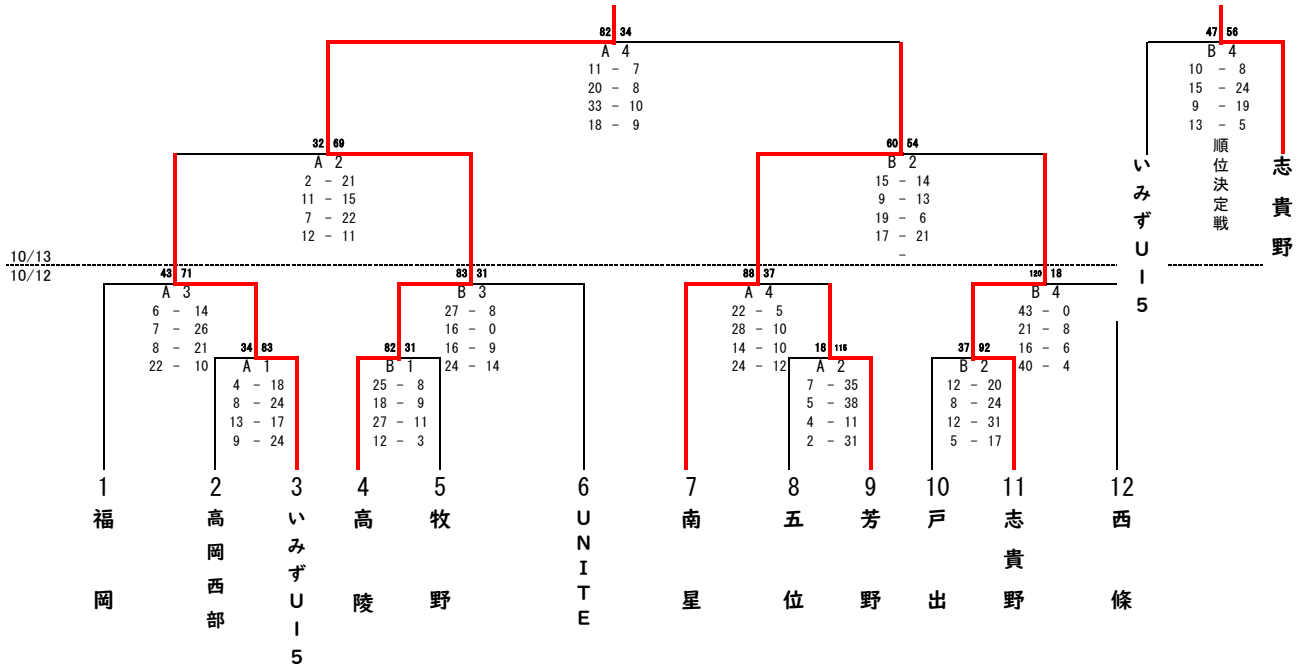 82 34
A 4
11 - 7
20 - 8
33 - 10
18 - 9
47 56
B 4
10 - 8
15 - 24
9 - 19
13 - 5
順位決定戦
いみずU15
志貴野
32 69
A 2
2 - 21
11 - 15
7 - 22
12 - 11
60 54
B 2
15 - 14
9 - 13
19 - 6
17 - 21
-
10/13
10/12
43 71
A 3
6 - 14
7 - 26
8 - 21
22 - 10
83 31
B 3
27 - 8
16 - 0
16 - 9
24 - 14
88 37
A 4
22 - 5
28 - 10
14 - 10
24 - 12
120 18
B 4
43 - 0
21 - 8
16 - 6
40 - 4
34 83
A 1
4 - 18
8 - 24
13 - 17
9 - 24
82 31
B 1
25 - 8
18 - 9
27 - 11
12 - 3
18 115
A 2
7 - 35
5 - 38
4 - 11
2 - 31
37 92
B 2
12 - 20
8 - 24
12 - 31
5 - 17
1 2 3 4 5 6 7 8 9 10 11 12
福岡
高岡西部
いみずU15
高陵
牧野
UNITE
南星
五位
芳野
戸出
志貴野
西條